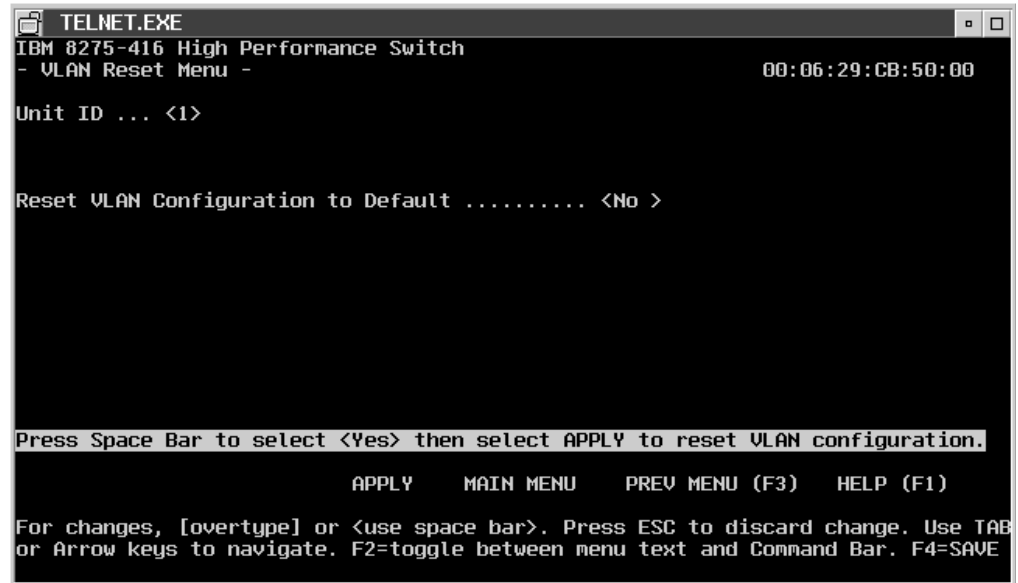 TELNET.EXE
IBM 8275-416 High Performance Switch
- VLAN Reset Menu - 00:06:29:CB:50:00
Unit ID ... <1>
Reset VLAN Configuration to Default .......... <No >
Press Space Bar to select <Yes> then select APPLY to reset VLAN configuration.
APPLY MAIN MENU PREV MENU (F3) HELP (F1)
For changes, [overtype] or <use space bar>. Press ESC to discard change. Use TAB
or Arrow keys to navigate. F2=toggle between menu text and Command Bar. F4=SAVE